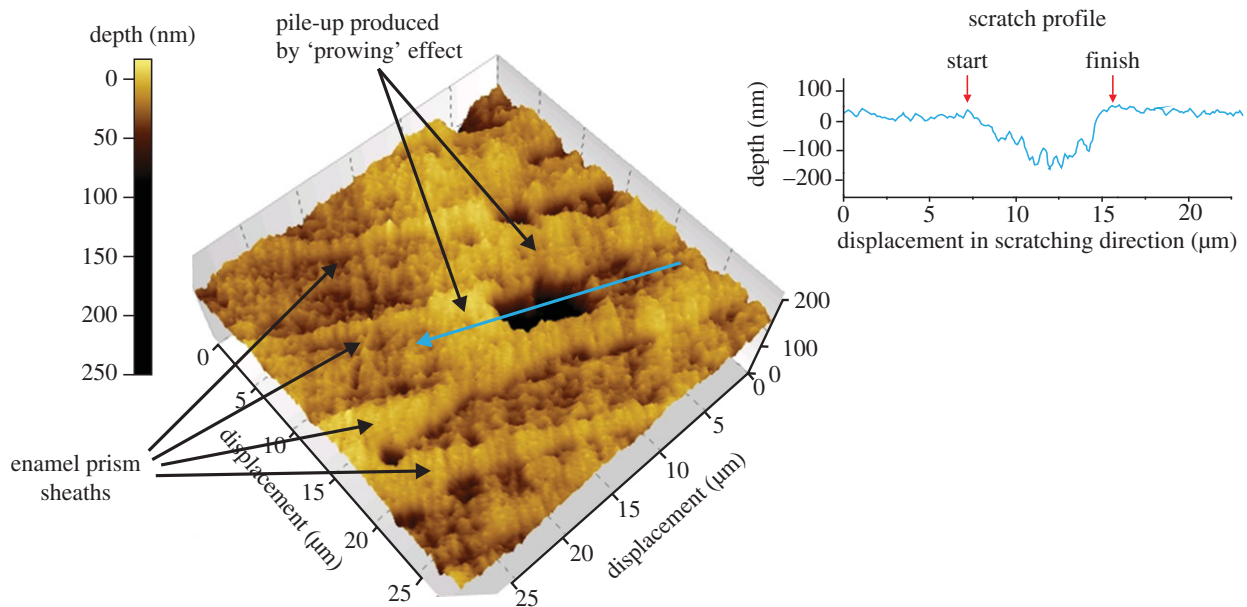 depth (nm)
0
50
100
150
200
250
pile-up produced
by ‘prowing’ effect
enamel prism
sheaths
0
5
10
15
20
25
displacement (µm)
200
100
0
0
5
10
15
20
25
displacement (µm)
scratch profile
start
finish
100
0
–100
–200
depth (nm)
0
5
10
15
20
displacement in scratching direction (µm)